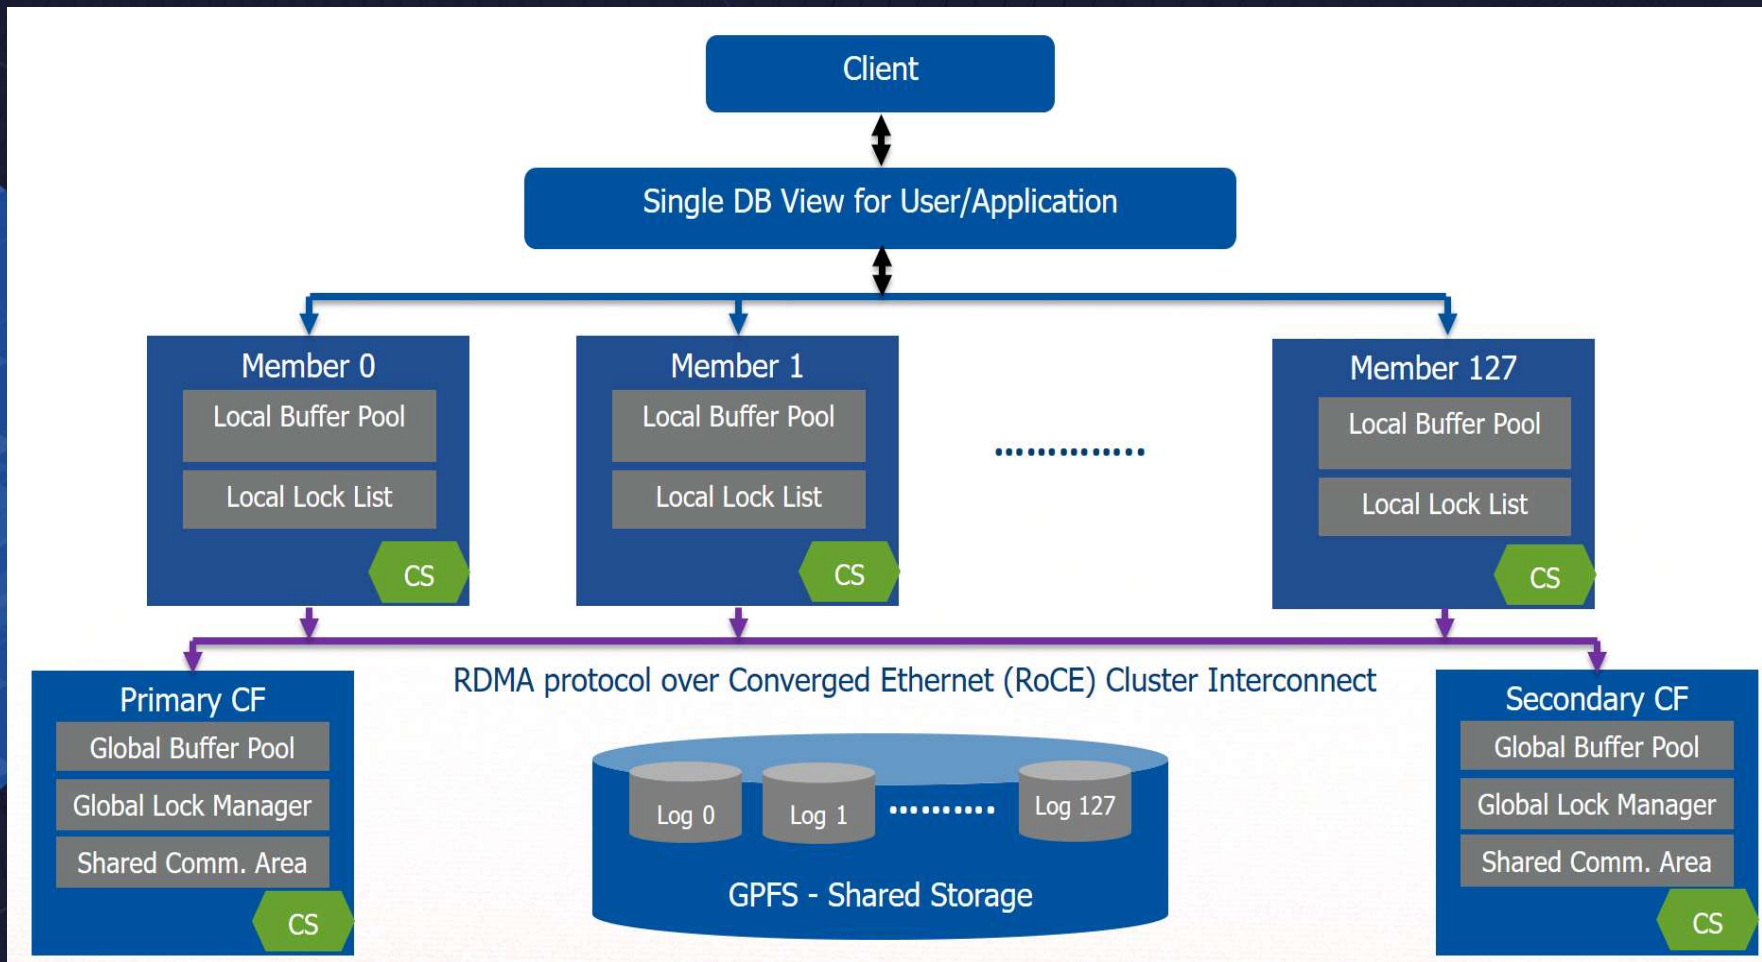 Client
Single DB View for User/Application
Member 0
Local Buffer Pool
Local Lock List
CS
Member 1
Local Buffer Pool
Local Lock List
CS
..............
Member 127
Local Buffer Pool
Local Lock List
CS
RDMA protocol over Converged Ethernet (RoCE) Cluster Interconnect
Primary CF
Global Buffer Pool
Global Lock Manager
Shared Comm. Area
CS
Log 0
Log 1
..........
Log 127
GPFS - Shared Storage
Secondary CF
Global Buffer Pool
Global Lock Manager
Shared Comm. Area
CS